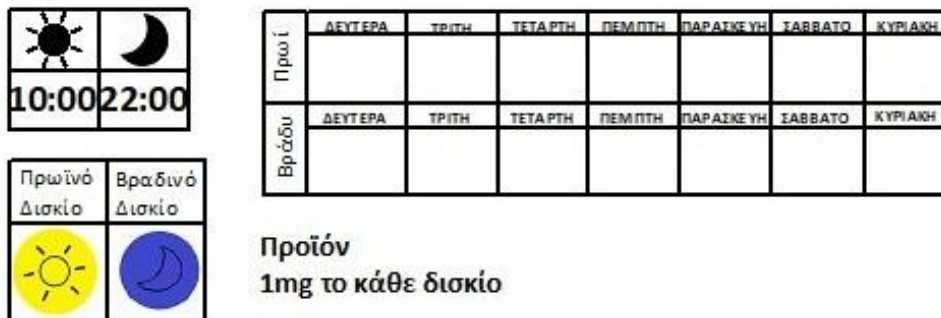 10:00 22:00
Πρωϊνό Δισκίο
Βραδινό Δισκίο
Πρωί
ΔΕΥΤΕΡΑ ΤΡΙΤΗ ΤΕΤΑΡΤΗ ΠΕΜΠΤΗ ΠΑΡΑΣΚΕΥΗ ΣΑΒΒΑΤΟ ΚΥΡΙΑΚΗ
Βράδυ
ΔΕΥΤΕΡΑ ΤΡΙΤΗ ΤΕΤΑΡΤΗ ΠΕΜΠΤΗ ΠΑΡΑΣΚΕΥΗ ΣΑΒΒΑΤΟ ΚΥΡΙΑΚΗ
Προϊόν
1mg το κάθε δισκίο